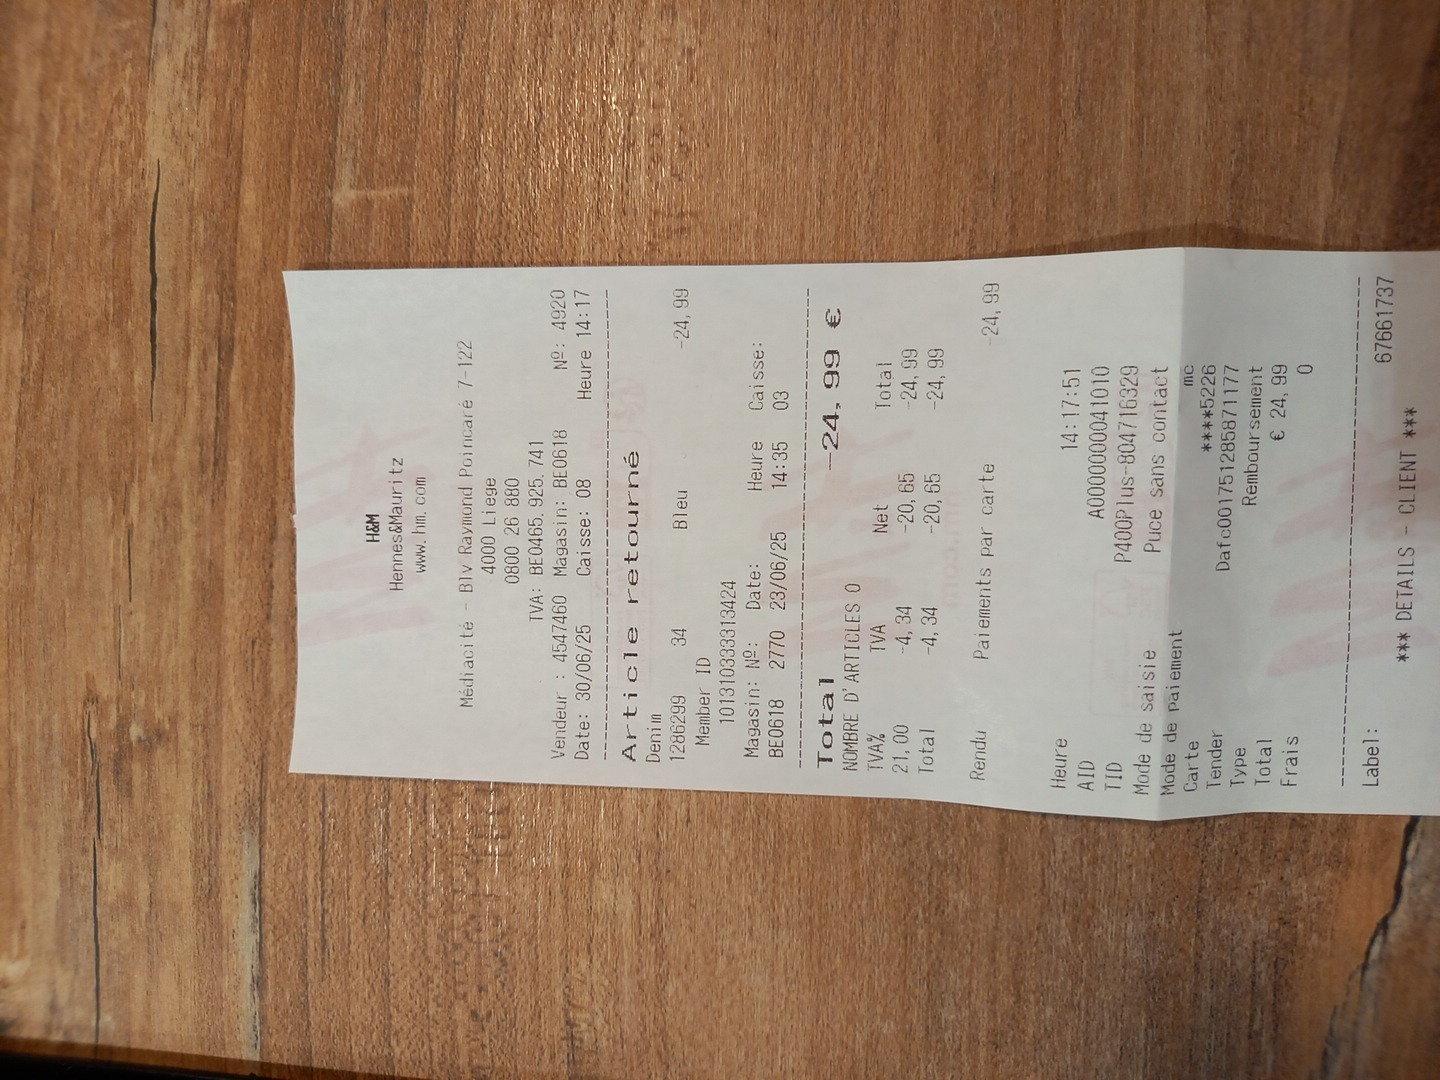 H&M
Hennes&Mauritz
www.hm.com
Médiacité - Blv Raymond Poincaré 7-122
4000 Liege
0800 26 880
TVA: BE0465.925.741
Vendeur : 4547460 Magasin: BE0618 Nº: 4920
Date: 30/06/25 Caisse: 08 Heure 14:17
Article retourné
Denim
1286299 34 Bleu -24,99
Member ID
1013103333313424
Magasin: Nº: Date: Heure Caisse:
BE0618 2770 23/06/25 14:35 03
Total -24,99 €
NOMBRE D'ARTICLES 0
TVA% TVA Net Total
21,00 -4,34 -20,65 -24,99
Total -4,34 -20,65 -24,99
Rendu Paiements par carte -24,99
Heure 14:17:51
AID A0000000041010
TID P400Plus-804716329
Mode de saisie Puce sans contact
Mode de paiement mc
Carte ****5226
Tender Dafc001751285871177
Type Remboursement
Total € 24,99
Frais 0
Label: 67661737
*** DETAILS - CLIENT ***